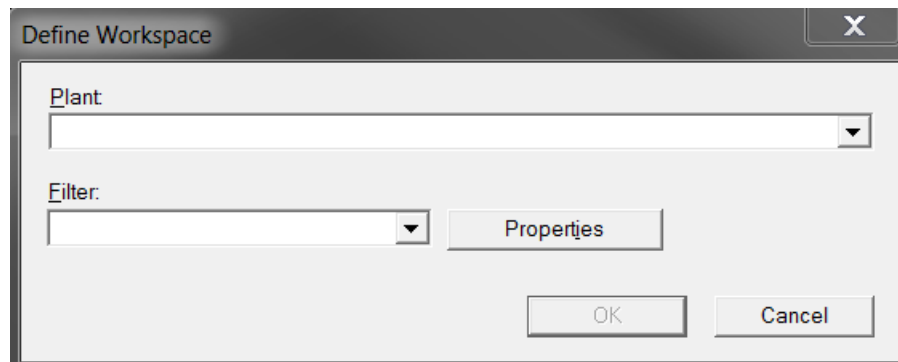 Define Workspace
Plant:
Filter:
Properties
OK
Cancel